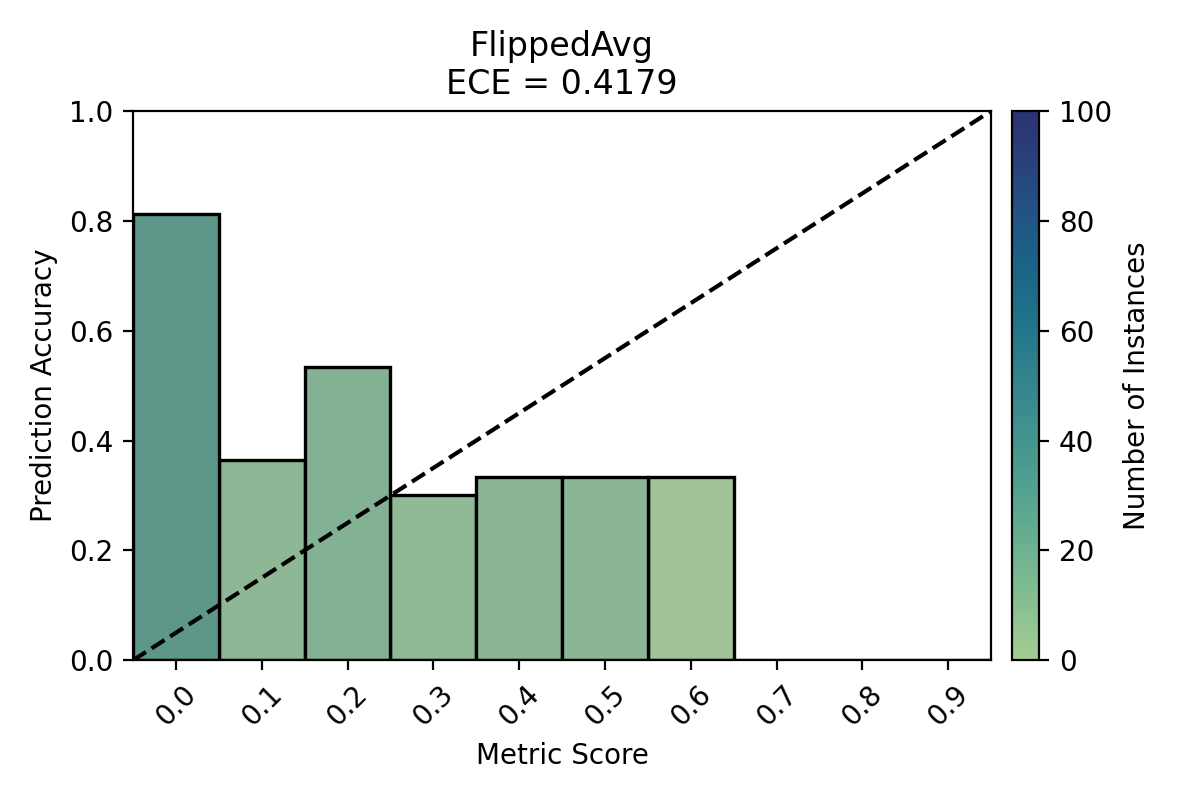 FlippedAvg
ECE = 0.4179
1.0
0.8
0.6
0.4
0.2
0.0
Prediction Accuracy
0.0 0.1 0.2 0.3 0.4 0.5 0.6 0.7 0.8 0.9
Metric Score
100
80
60
40
20
0
Number of Instances